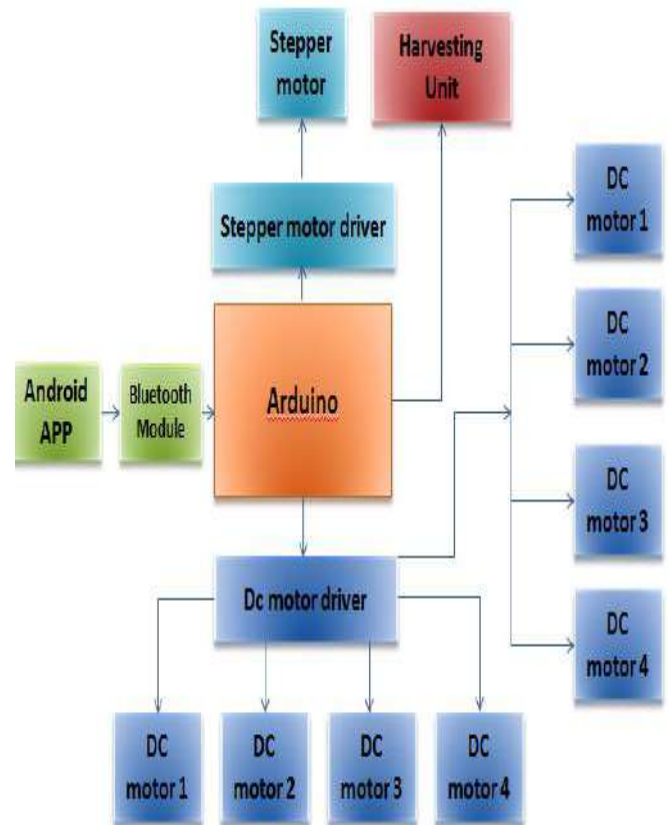 Stepper
motor
Harvesting
Unit
Stepper motor driver
DC
motor 1
DC
motor 2
Android
APP
Bluetooth
Module
Arduino
DC
motor 3
Dc motor driver
DC
motor 4
DC
motor 1
DC
motor 2
DC
motor 3
DC
motor 4